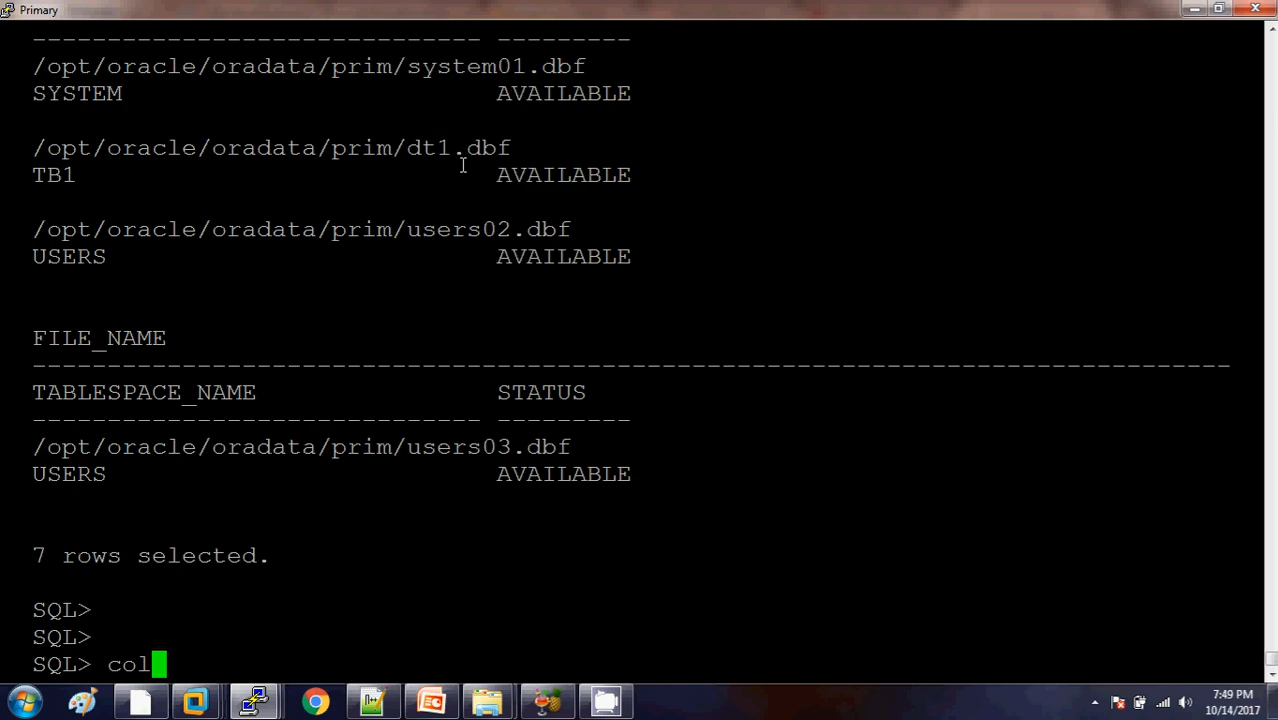 Primary
------------------------------ ---------
/opt/oracle/oradata/prim/system01.dbf
SYSTEM                         AVAILABLE
/opt/oracle/oradata/prim/dt1.dbf
TB1                            AVAILABLE
/opt/oracle/oradata/prim/users02.dbf
USERS                          AVAILABLE
FILE_NAME
--------------------------------------------------------------------------------
TABLESPACE_NAME                STATUS
------------------------------ ---------
/opt/oracle/oradata/prim/users03.dbf
USERS                          AVAILABLE
7 rows selected.
SQL>
SQL>
SQL> col
7:49 PM
10/14/2017